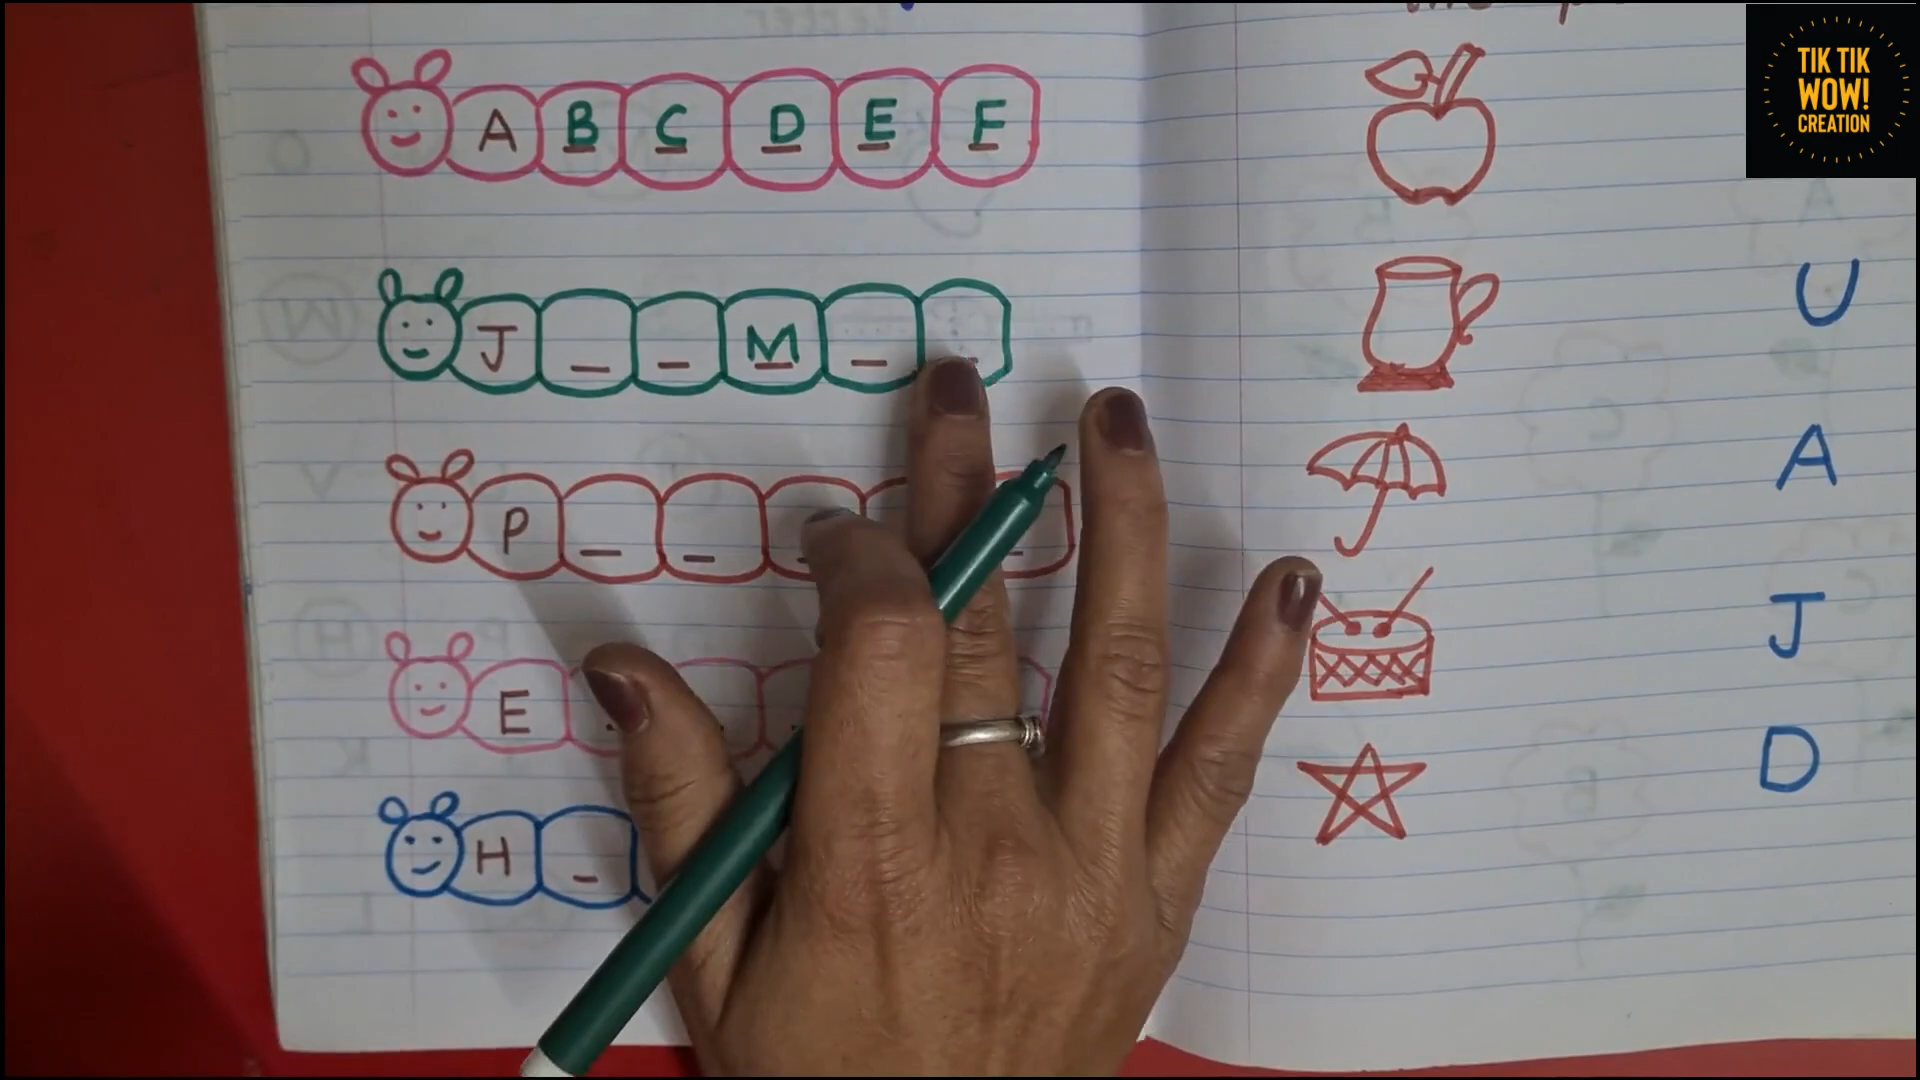 A B C D E F
J _ _ M _ _
P _ _ _ _
E _ _ _
H _
U
A
J
D
TIK TIK
WOW!
CREATION